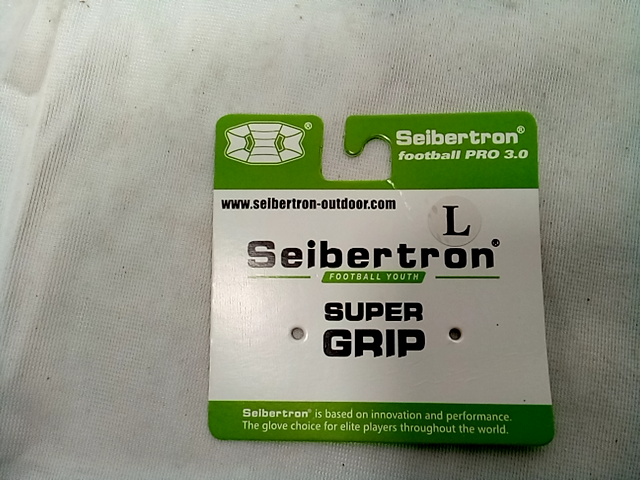 ®
Seibertron®
football PRO 3.0
www.seibertron-outdoor.com
L
Seibertron®
FOOTBALL YOUTH
SUPER
GRIP
Seibertron® is based on innovation and performance.
The glove choice for elite players throughout the world.